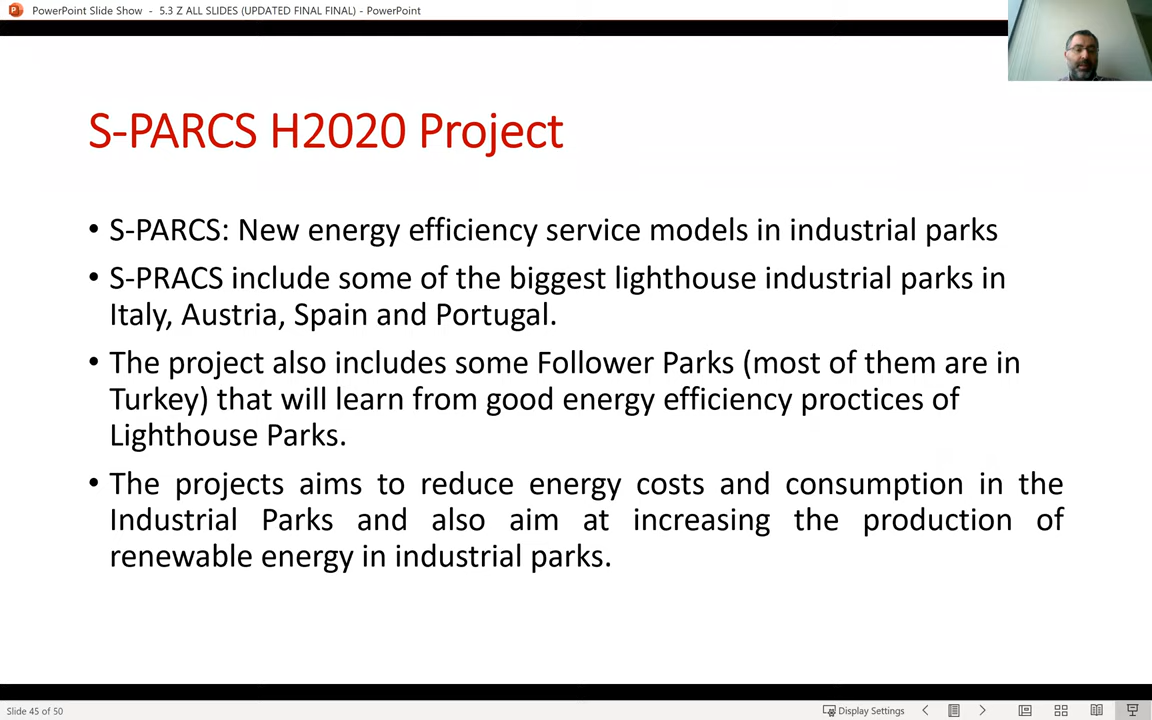 PowerPoint Slide Show - 5.3 Z ALL SLIDES (UPDATED FINAL FINAL) - PowerPoint
S-PARCS H2020 Project
• S-PARCS: New energy efficiency service models in industrial parks
• S-PRACS include some of the biggest lighthouse industrial parks in
Italy, Austria, Spain and Portugal.
• The project also includes some Follower Parks (most of them are in
Turkey) that will learn from good energy efficiency proctices of
Lighthouse Parks.
• The projects aims to reduce energy costs and consumption in the
Industrial Parks and also aim at increasing the production of
renewable energy in industrial parks.
Slide 45 of 50
Display Settings